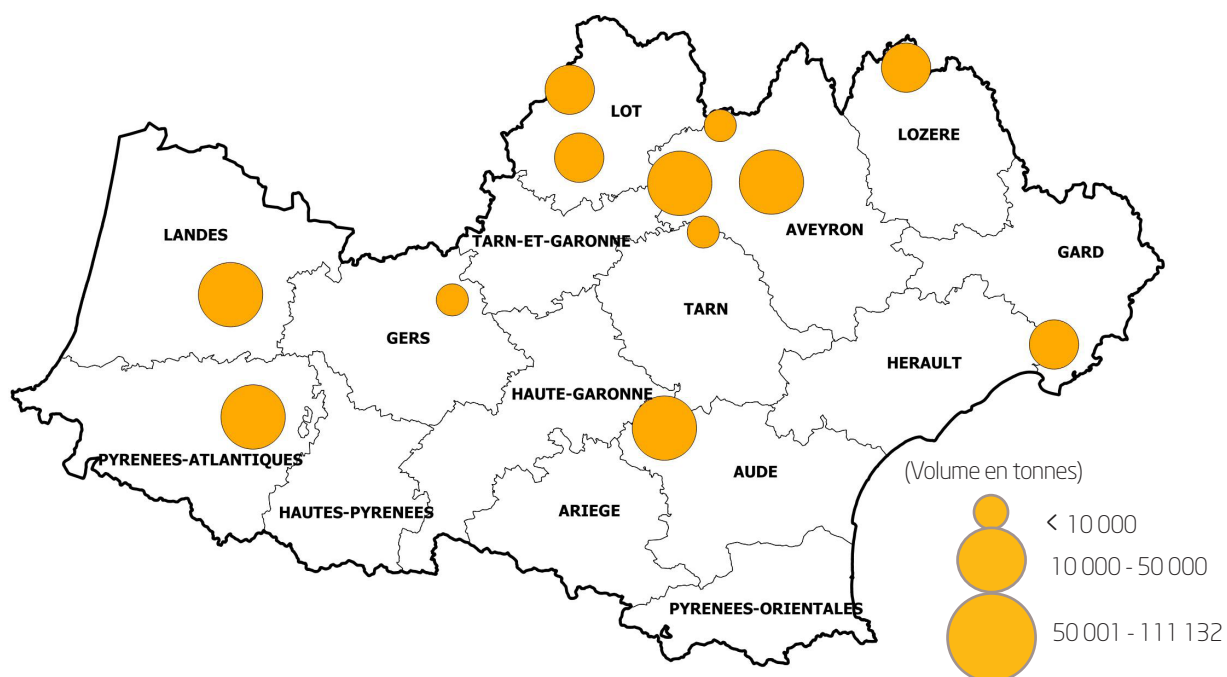 LOT
LOZERE
LANDES
TARN-ET-GARONNE
AVEYRON
GARD
TARN
GERS
HERAULT
HAUTE-GARONNE
PYRENEES-ATLANTIQUES
AUDE
HAUTES-PYRENEES
ARIEGE
PYRENEES-ORIENTALES
(Volume en tonnes)
< 10 000
10 000 - 50 000
50 001 - 111 132